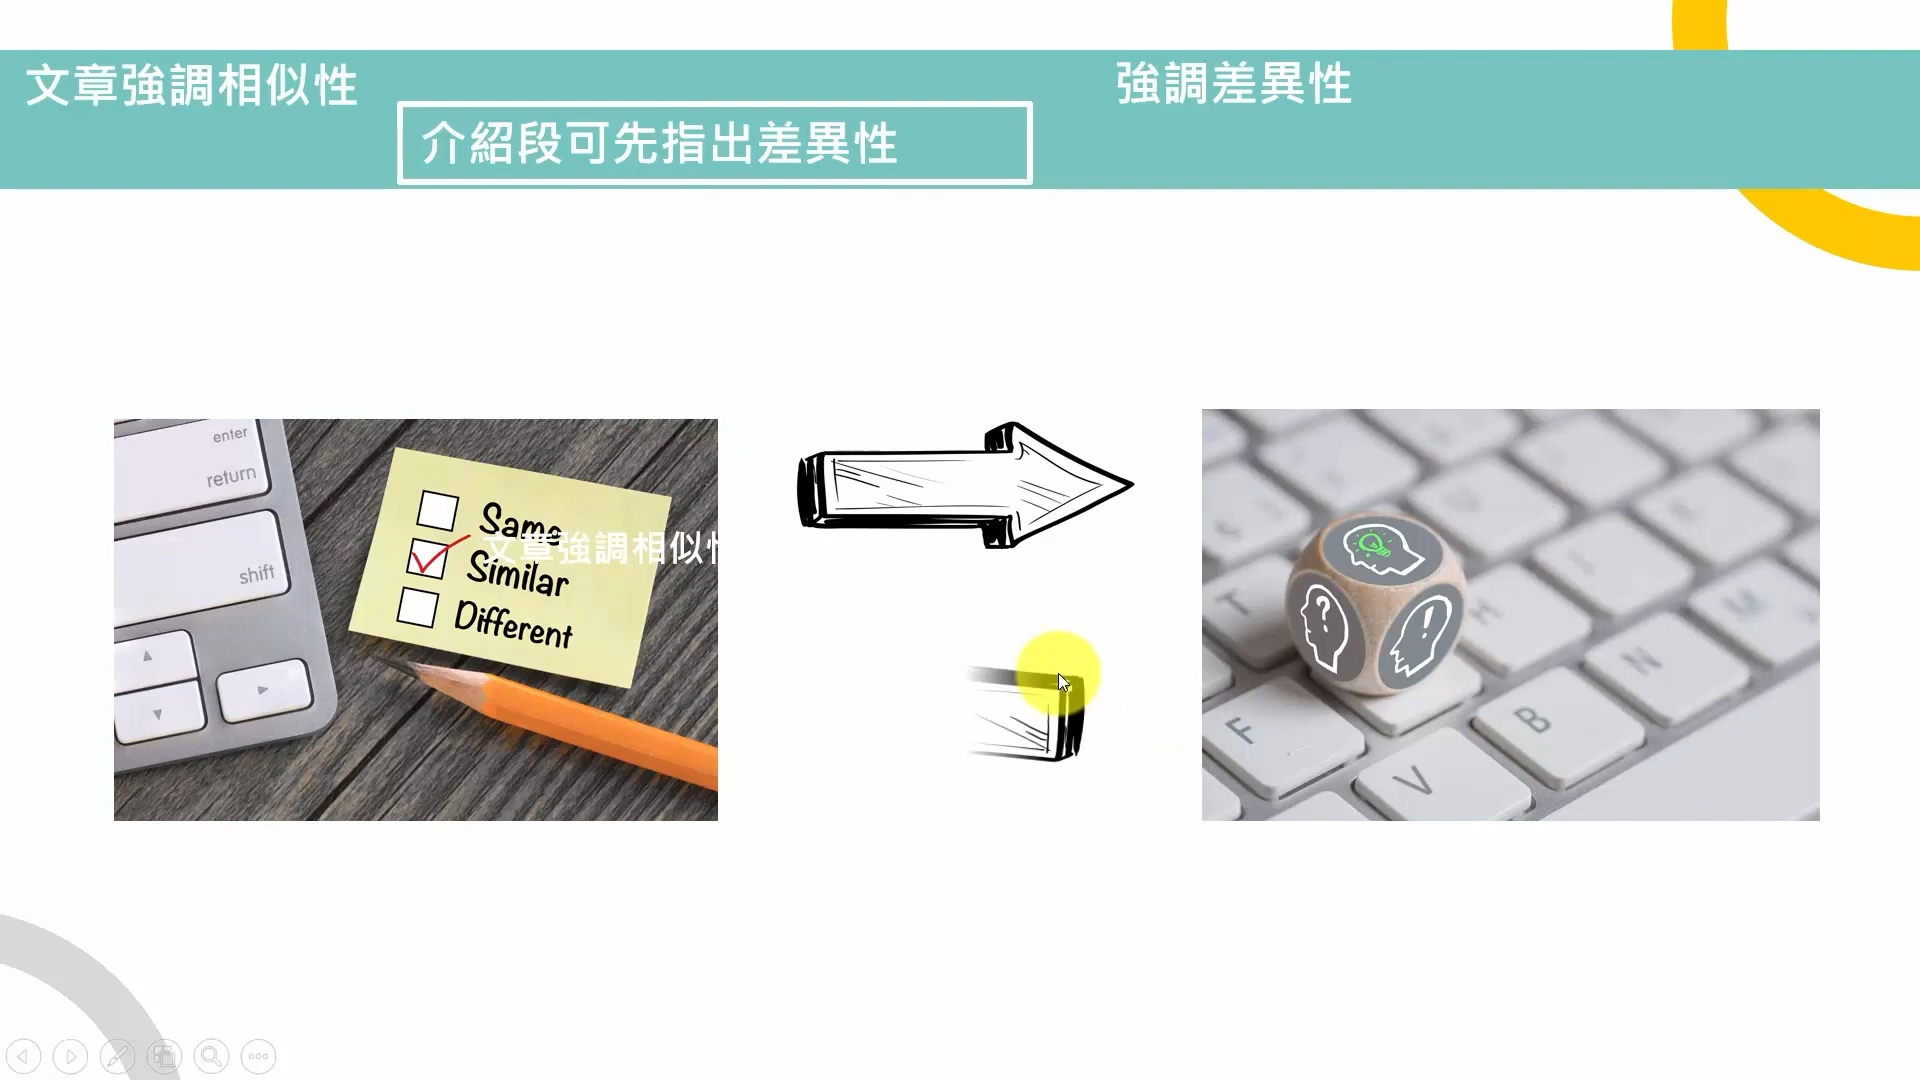 文章強調相似性
強調差異性
介紹段可先指出差異性
enter
return
shift
Same
文章強調相似性
Similar
Different
T
H
M
N
B
F
V